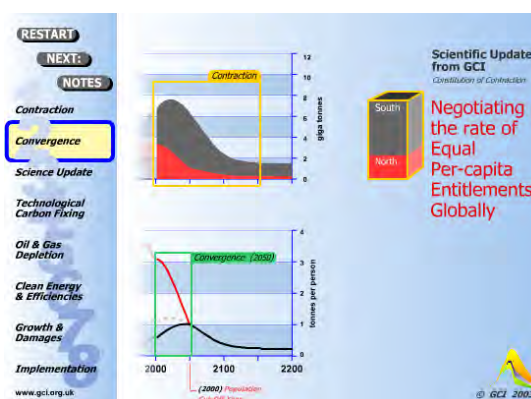 RESTART
NEXT:
NOTES
Contraction
Convergence
Science Update
Technological
Carbon Fixing
Oil & Gas
Depletion
Clean Energy
& Efficiencies
Growth &
Damages
Implementation
www.gci.org.uk
Contraction
12
10
8
6
4
2
0
giga tonnes
Convergence (2050)
4
3
2
1
0
tonnes per person
2000
2100
2200
(2000) Population
Scientific Update
from GCI
Constitution of Contraction
South
North
Negotiating
the rate of
Equal
Per-capita
Entitlements
Globally
© GCI 200